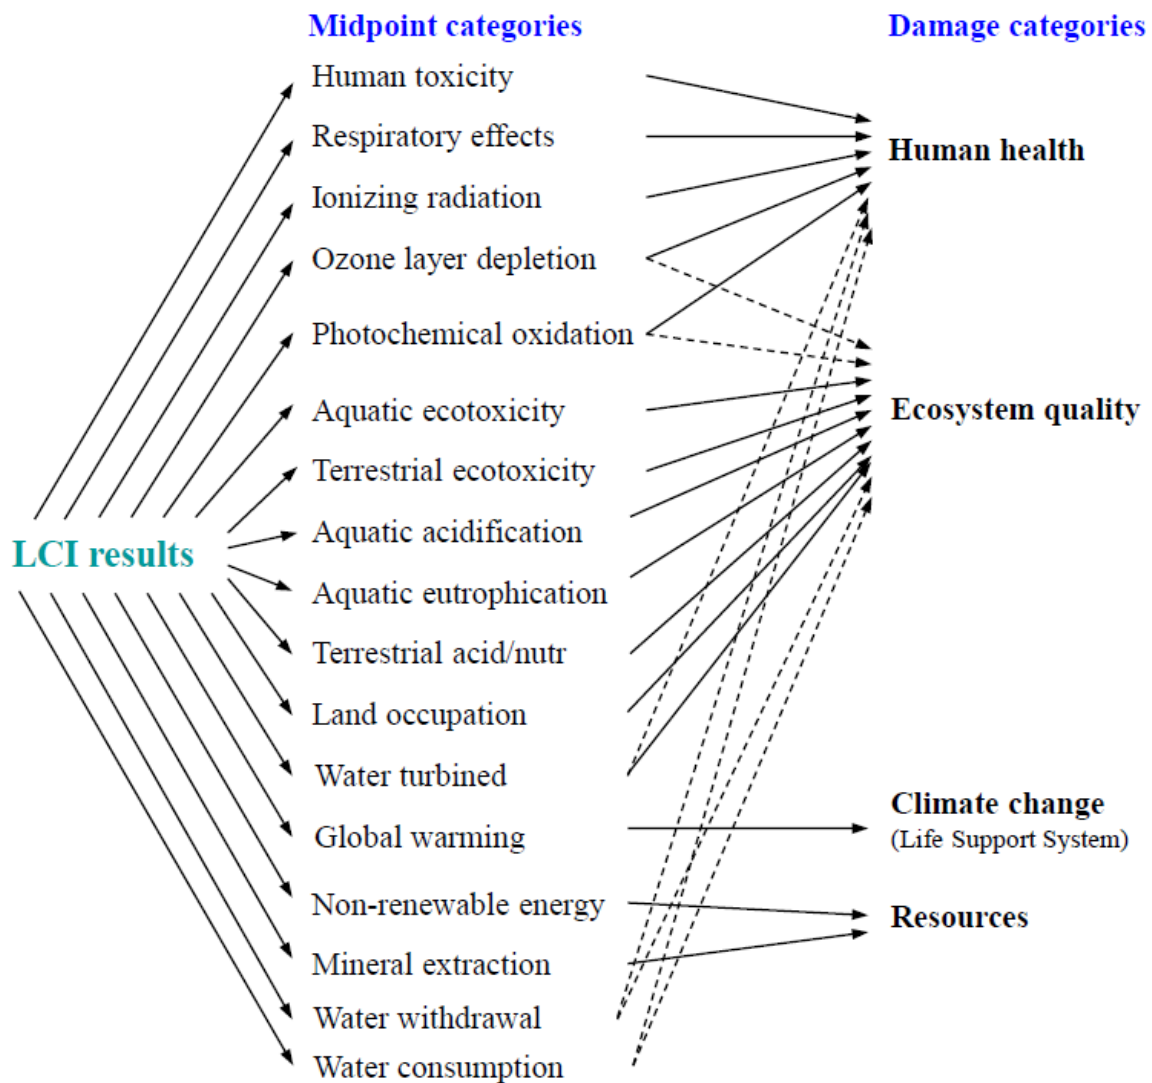 Midpoint categories
Damage categories
Human toxicity
Respiratory effects
Human health
Ionizing radiation
Ozone layer depletion
Photochemical oxidation
Aquatic ecotoxicity
Ecosystem quality
Terrestrial ecotoxicity
Aquatic acidification
LCI results
Aquatic eutrophication
Terrestrial acid/nutr
Land occupation
Water turbined
Climate change
(Life Support System)
Global warming
Non-renewable energy
Resources
Mineral extraction
Water withdrawal
Water consumption